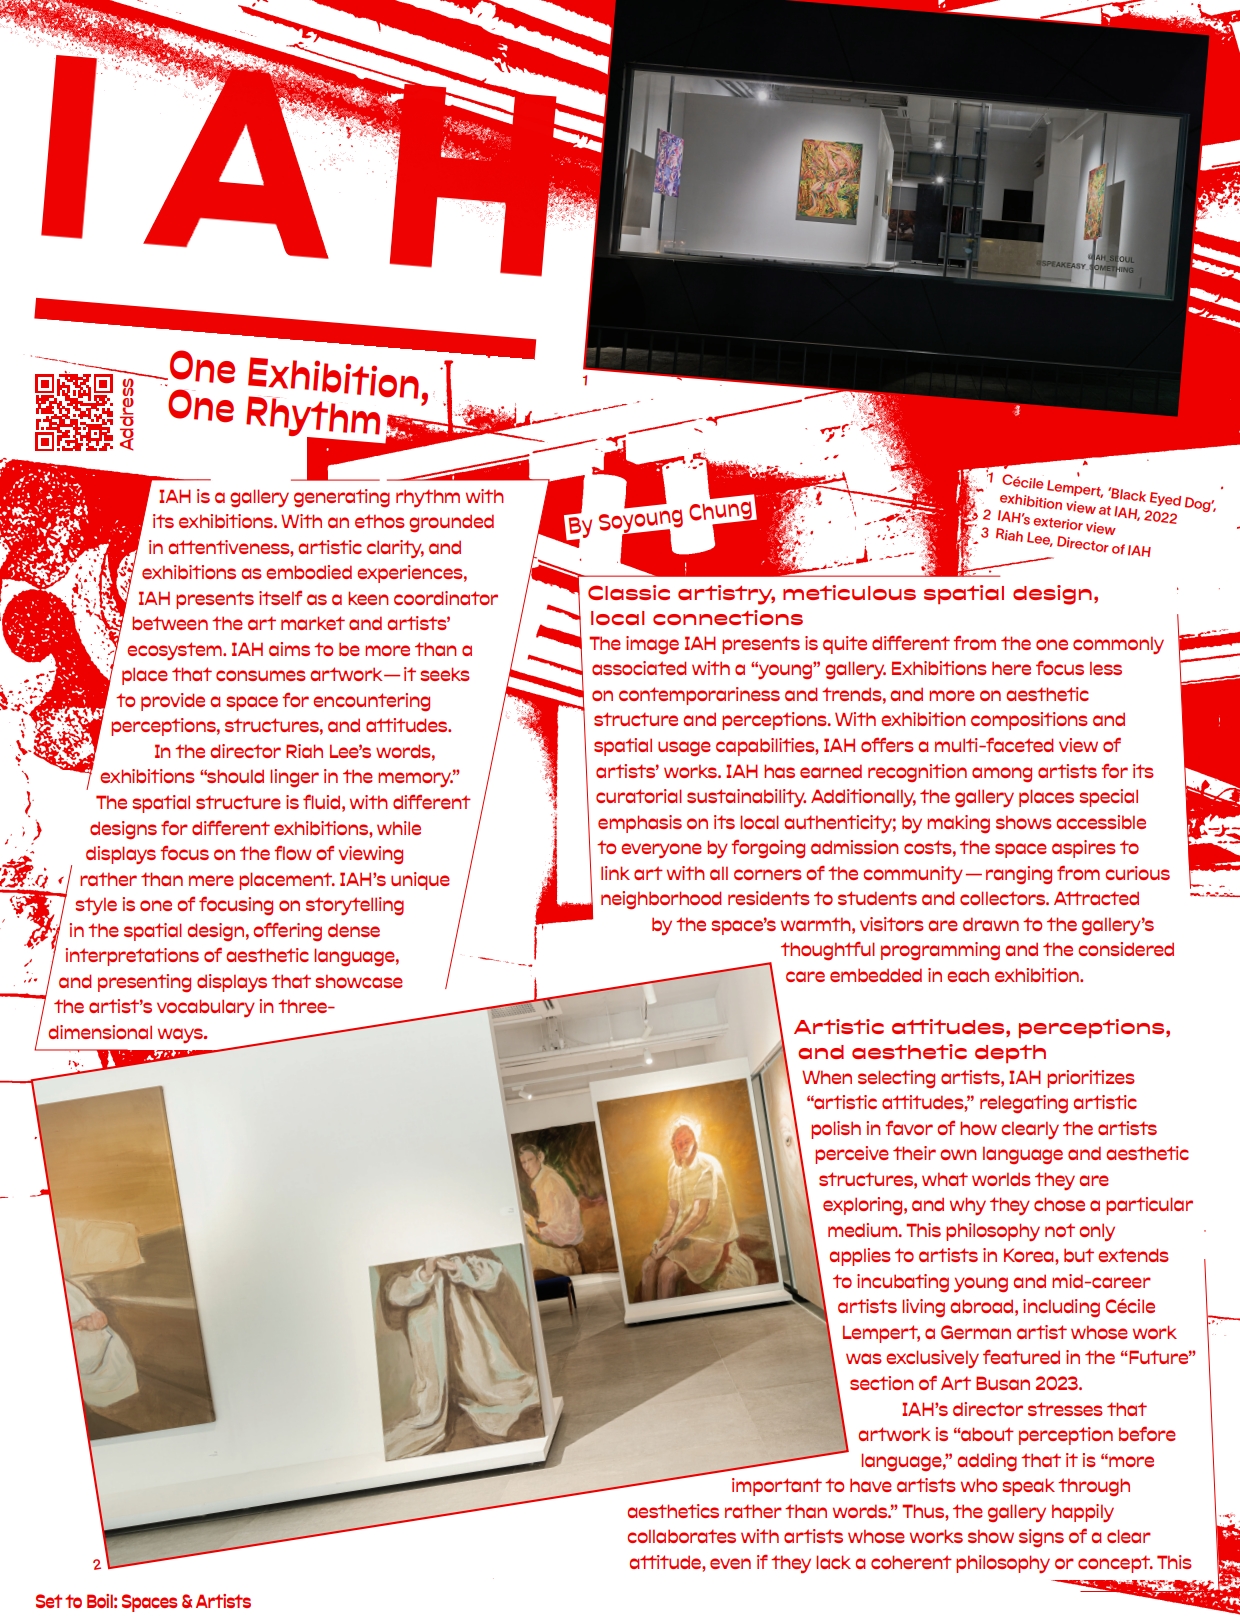 IAH
@IAH_SEOUL
@SPEAKEASY_SOMETHING
1
Address
One Exhibition,
One Rhythm
By Soyoung Chung
1 Cécile Lempert, ‘Black Eyed Dog’,
exhibition view at IAH, 2022
2 IAH’s exterior view
3 Riah Lee, Director of IAH
IAH is a gallery generating rhythm with
its exhibitions. With an ethos grounded
in attentiveness, artistic clarity, and
exhibitions as embodied experiences,
IAH presents itself as a keen coordinator
between the art market and artists’
ecosystem. IAH aims to be more than a
place that consumes artwork—it seeks
to provide a space for encountering
perceptions, structures, and attitudes.
In the director Riah Lee’s words,
exhibitions “should linger in the memory.”
The spatial structure is fluid, with different
designs for different exhibitions, while
displays focus on the flow of viewing
rather than mere placement. IAH’s unique
style is one of focusing on storytelling
in the spatial design, offering dense
interpretations of aesthetic language,
and presenting displays that showcase
the artist’s vocabulary in three-
dimensional ways.
Classic artistry, meticulous spatial design,
local connections
The image IAH presents is quite different from the one commonly
associated with a “young” gallery. Exhibitions here focus less
on contemporariness and trends, and more on aesthetic
structure and perceptions. With exhibition compositions and
spatial usage capabilities, IAH offers a multi-faceted view of
artists’ works. IAH has earned recognition among artists for its
curatorial sustainability. Additionally, the gallery places special
emphasis on its local authenticity; by making shows accessible
to everyone by forgoing admission costs, the space aspires to
link art with all corners of the community—ranging from curious
neighborhood residents to students and collectors. Attracted
by the space’s warmth, visitors are drawn to the gallery’s
thoughtful programming and the considered
care embedded in each exhibition.
Artistic attitudes, perceptions,
and aesthetic depth
When selecting artists, IAH prioritizes
“artistic attitudes,” relegating artistic
polish in favor of how clearly the artists
perceive their own language and aesthetic
structures, what worlds they are
exploring, and why they chose a particular
medium. This philosophy not only
applies to artists in Korea, but extends
to incubating young and mid-career
artists living abroad, including Cécile
Lempert, a German artist whose work
was exclusively featured in the “Future”
section of Art Busan 2023.
IAH’s director stresses that
artwork is “about perception before
language,” adding that it is “more
important to have artists who speak through
aesthetics rather than words.” Thus, the gallery happily
collaborates with artists whose works show signs of a clear
attitude, even if they lack a coherent philosophy or concept. This
2
Set to Boil: Spaces & Artists